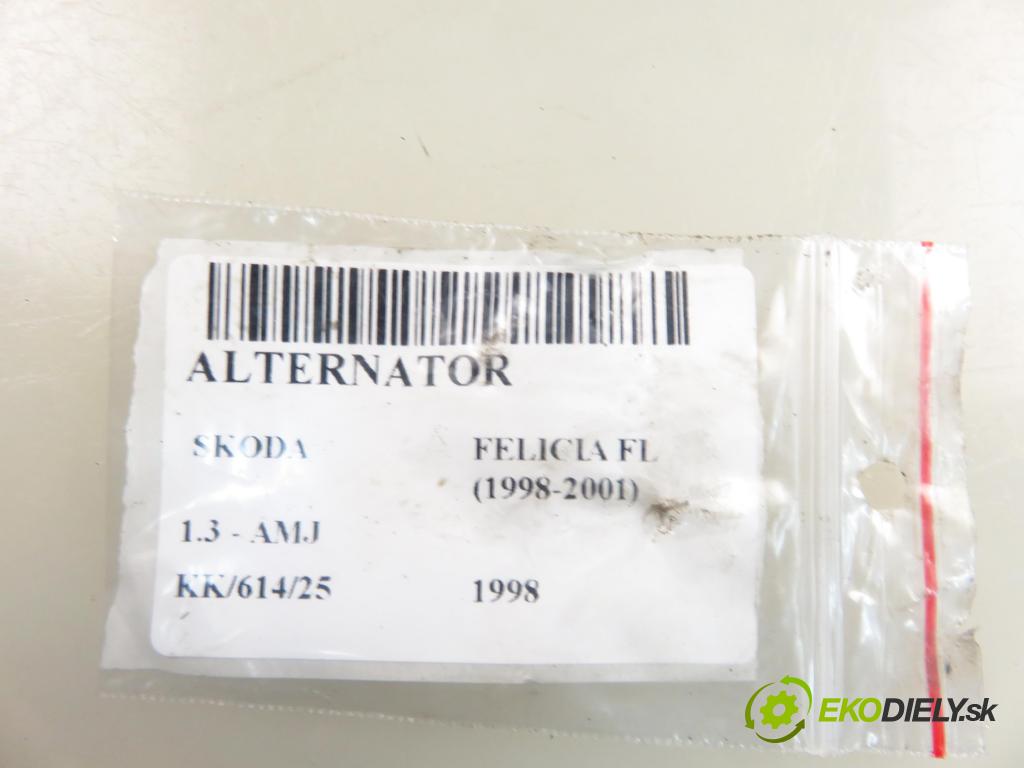 ALTERNATOR
SKODA FELICIA FL
(1998-2001)
1.3 - AMJ
KK/614/25 1998
EKODIELY.sk